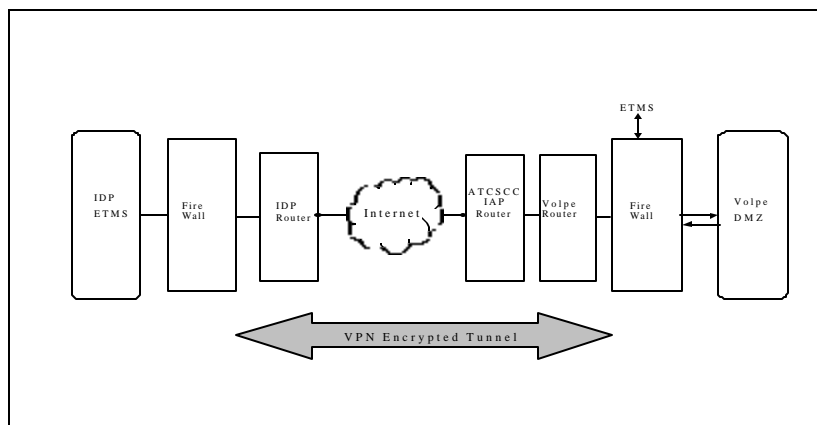 ETMS
IDP
ETMS
Fire
Wall
IDP
Router
Internet
ATCSCC
IAP
Router
Volpe
Router
Fire
Wall
Volpe
DMZ
VPN Encrypted Tunnel